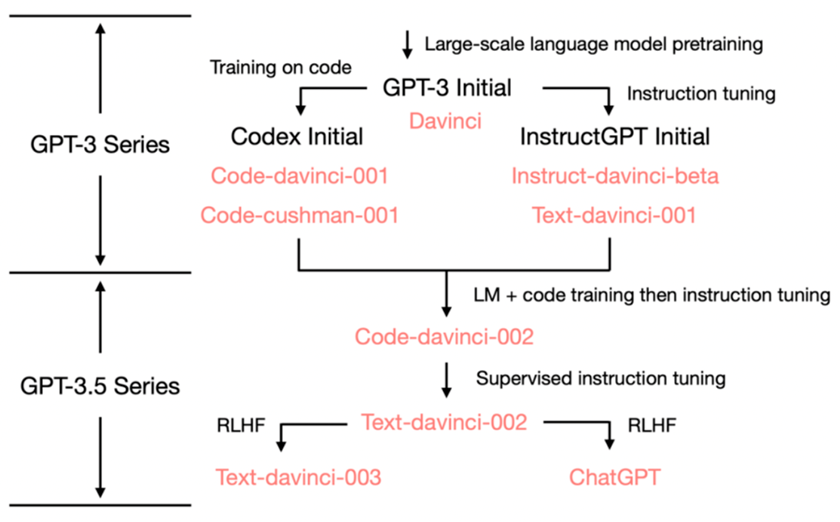 Large-scale language model pretraining
Training on code
GPT-3 Initial
Instruction tuning
Davinci
Codex Initial
InstructGPT Initial
GPT-3 Series
Code-davinci-001
Instruct-davinci-beta
Code-cushman-001
Text-davinci-001
LM + code training then instruction tuning
Code-davinci-002
GPT-3.5 Series
Supervised instruction tuning
RLHF
Text-davinci-002
RLHF
Text-davinci-003
ChatGPT